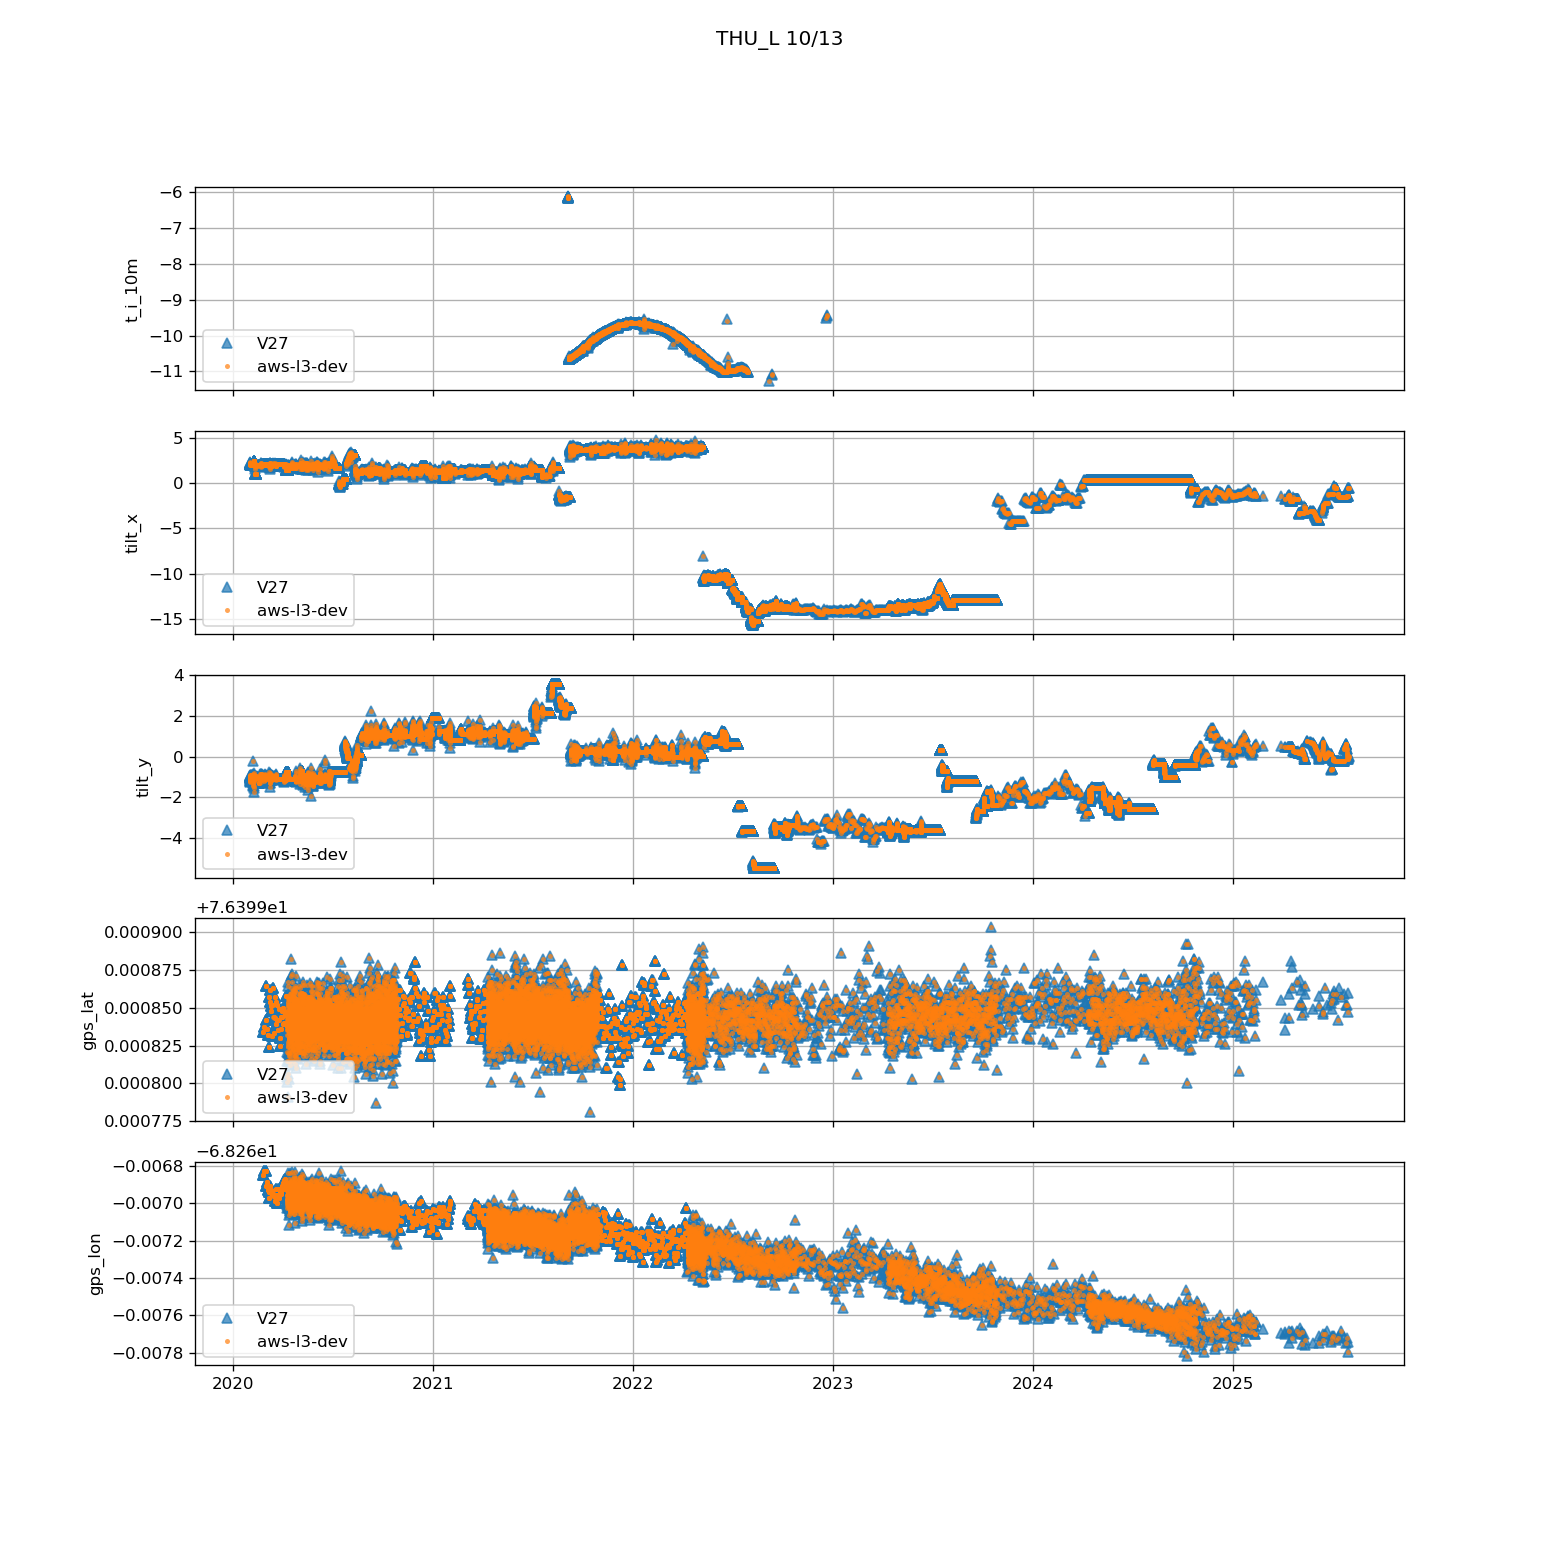 THU_L 10/13
t_i_10m
−6
−7
−8
−9
−10
−11
V27
aws-l3-dev
tilt_x
5
0
−5
−10
−15
V27
aws-l3-dev
tilt_y
4
2
0
−2
−4
V27
aws-l3-dev
+7.6399e1
gps_lat
0.000900
0.000875
0.000850
0.000825
0.000800
0.000775
V27
aws-l3-dev
−6.826e1
gps_lon
−0.0068
−0.0070
−0.0072
−0.0074
−0.0076
−0.0078
V27
aws-l3-dev
2020 2021 2022 2023 2024 2025